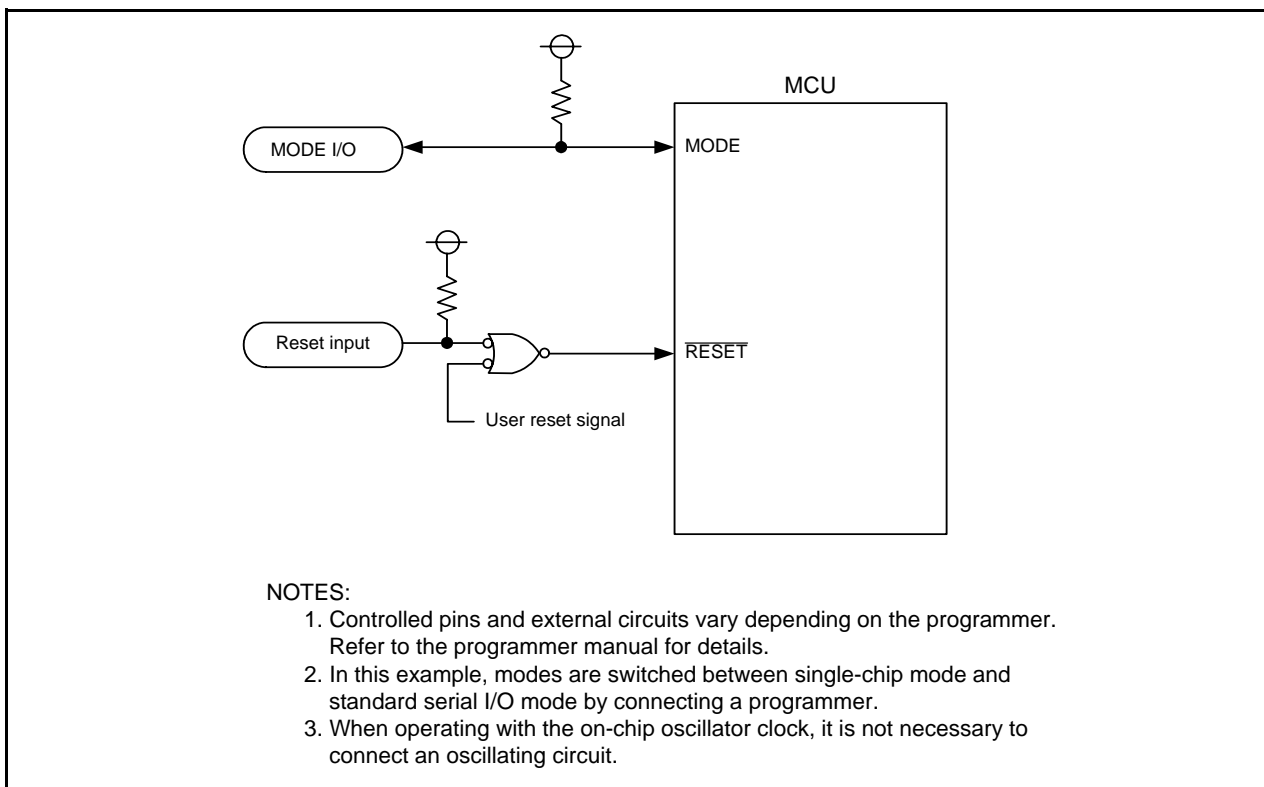 MCU
MODE I/O
MODE
Reset input
RESET
User reset signal
NOTES:
1. Controlled pins and external circuits vary depending on the programmer.
Refer to the programmer manual for details.
2. In this example, modes are switched between single-chip mode and
standard serial I/O mode by connecting a programmer.
3. When operating with the on-chip oscillator clock, it is not necessary to
connect an oscillating circuit.